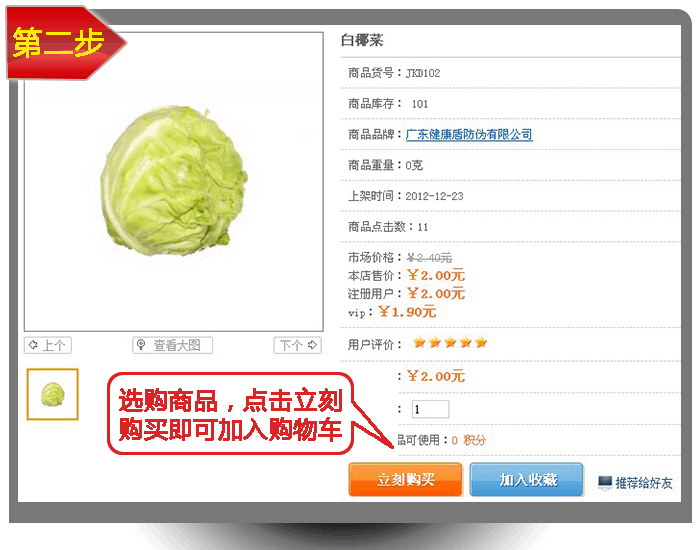 第二步
白椰菜
商品货号：JKD102
商品库存： 101
商品品牌：广东健康盾防伪有限公司
商品重量：0克
上架时间：2012-12-23
商品点击数：11
市场价格：￥2.40元
本店售价：￥2.00元
注册用户：￥2.00元
vip：￥1.90元
上个
查看大图
下个
用户评价：
：￥2.00元
选购商品，点击立刻
购买即可加入购物车
：1
品可使用：0 积分
立刻购买
加入收藏
推荐给好友